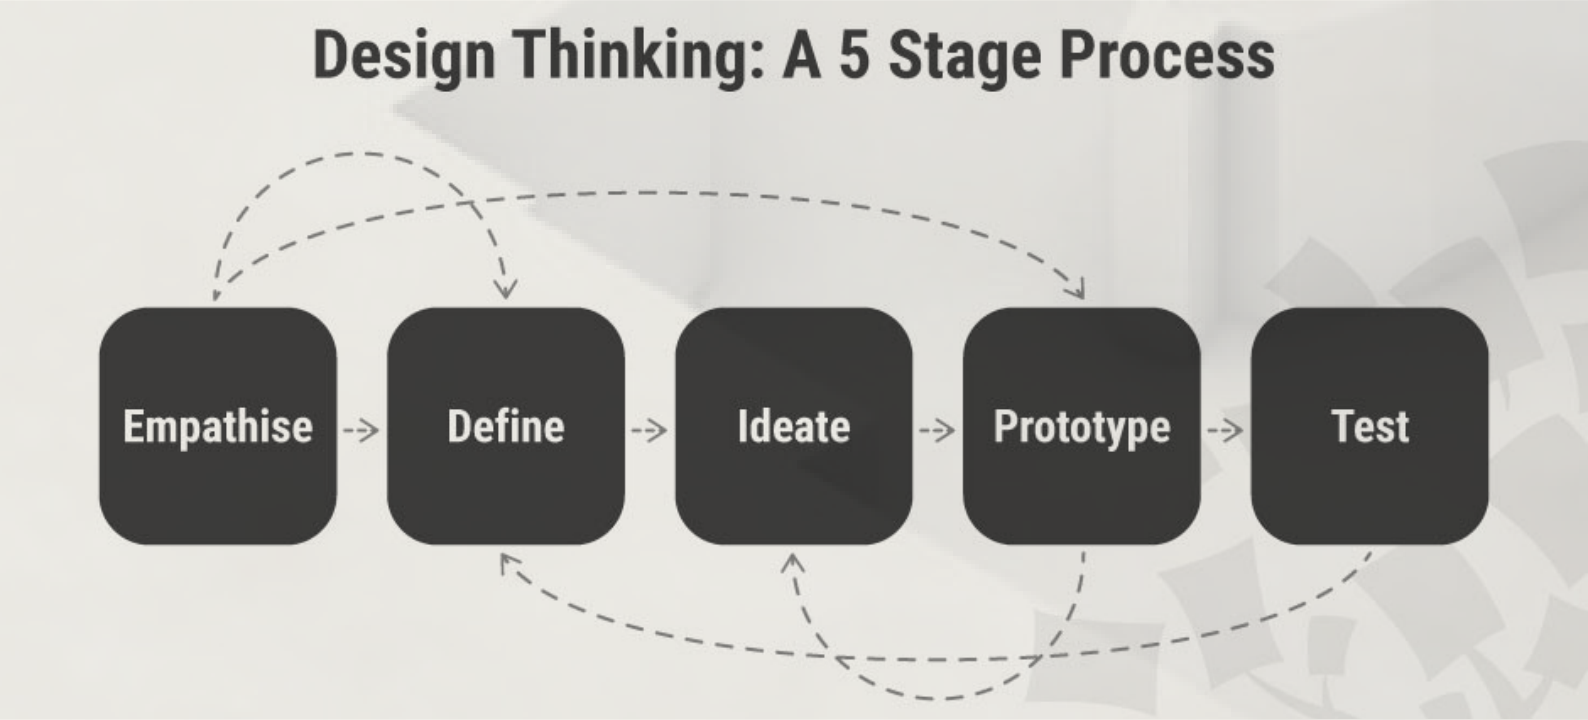 Design Thinking: A 5 Stage Process
Empathise
Define
Ideate
Prototype
Test